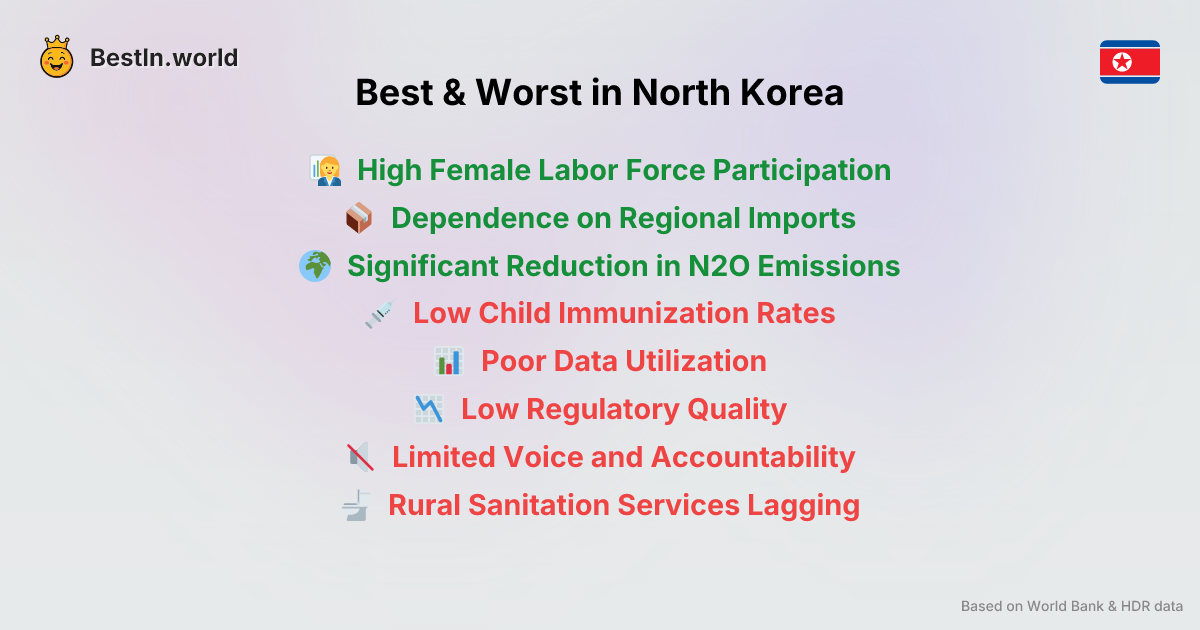 BestIn.world
Best & Worst in North Korea
High Female Labor Force Participation
Dependence on Regional Imports
Significant Reduction in N2O Emissions
Low Child Immunization Rates
Poor Data Utilization
Low Regulatory Quality
Limited Voice and Accountability
Rural Sanitation Services Lagging
Based on World Bank & HDR data